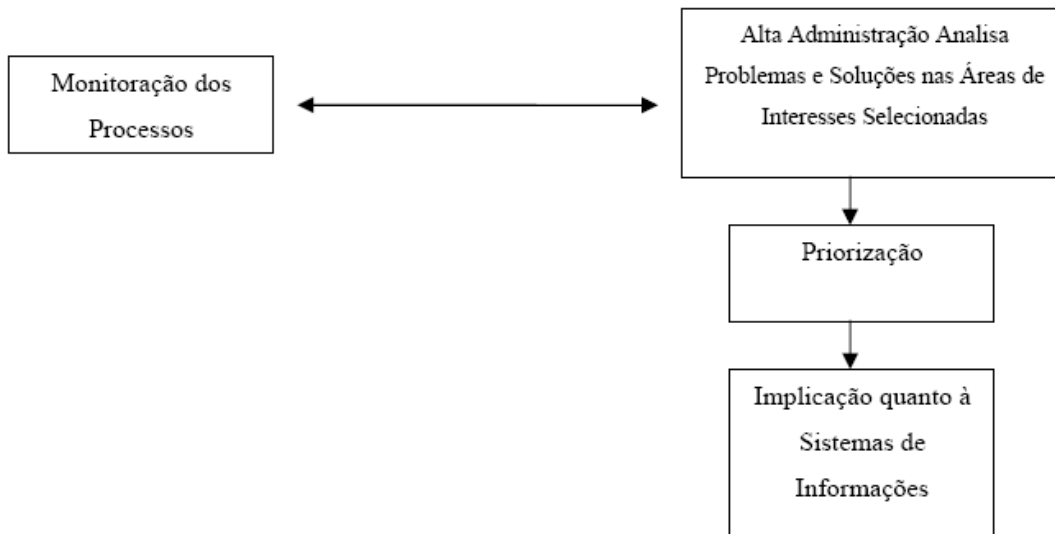 Monitoração dos
Processos
Alta Administração Analisa
Problemas e Soluções nas Áreas de
Interesses Selecionadas
Priorização
Implicação quanto à
Sistemas de
Informações